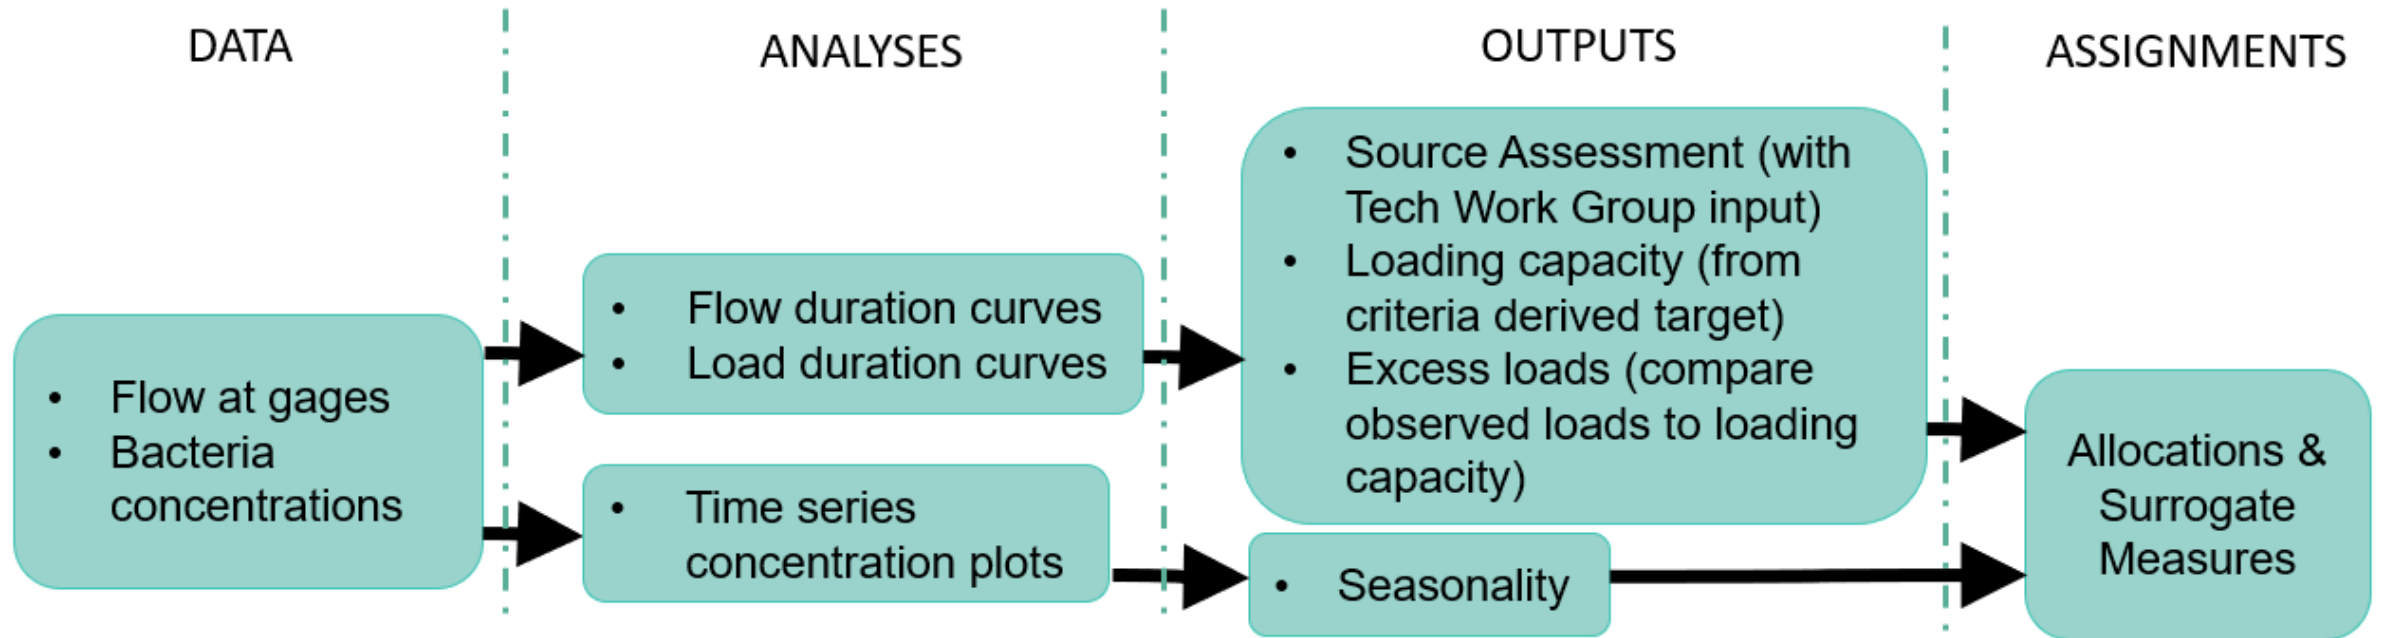 DATA
ANALYSES
OUTPUTS
ASSIGNMENTS
• Flow at gages
• Bacteria
concentrations
• Flow duration curves
• Load duration curves
• Time series
concentration plots
• Source Assessment (with
Tech Work Group input)
• Loading capacity (from
criteria derived target)
• Excess loads (compare
observed loads to loading
capacity)
• Seasonality
Allocations &
Surrogate
Measures